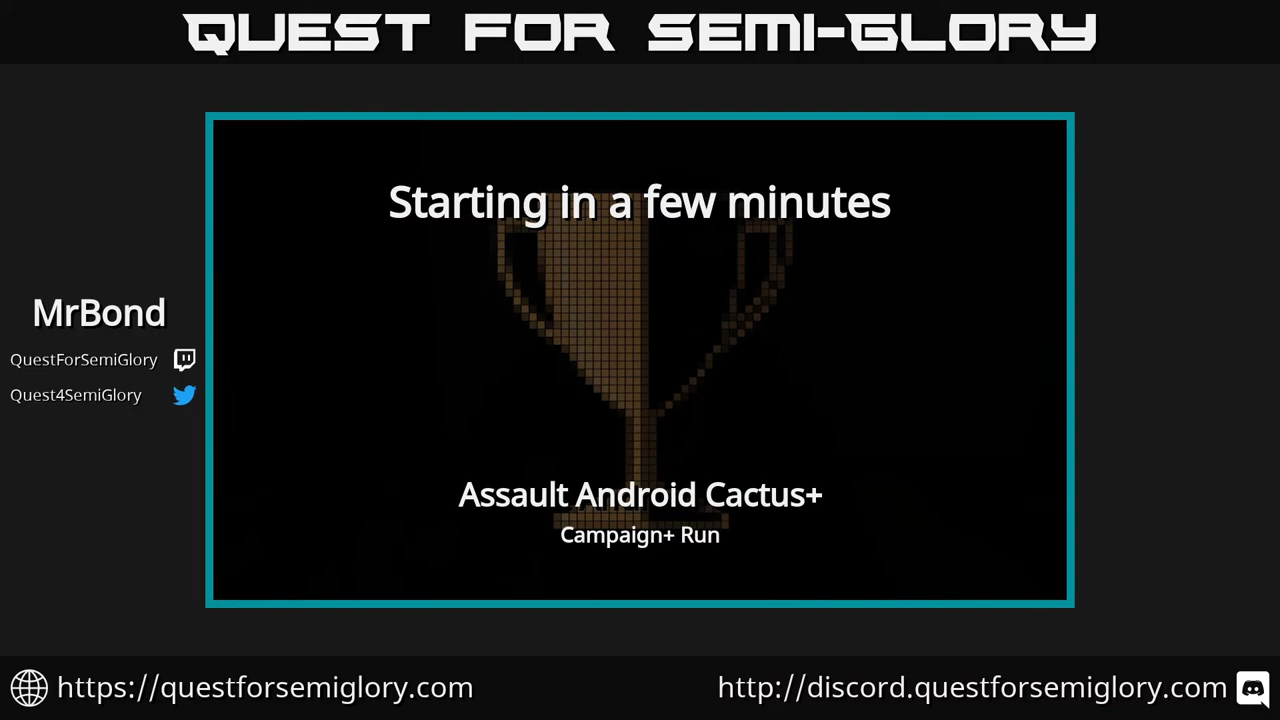 QUEST FOR SEMI-GLORY
Starting in a few minutes
MrBond
QuestForSemiGlory
Quest4SemiGlory
Assault Android Cactus+
Campaign+ Run
https://questforsemiglory.com
http://discord.questforsemiglory.com